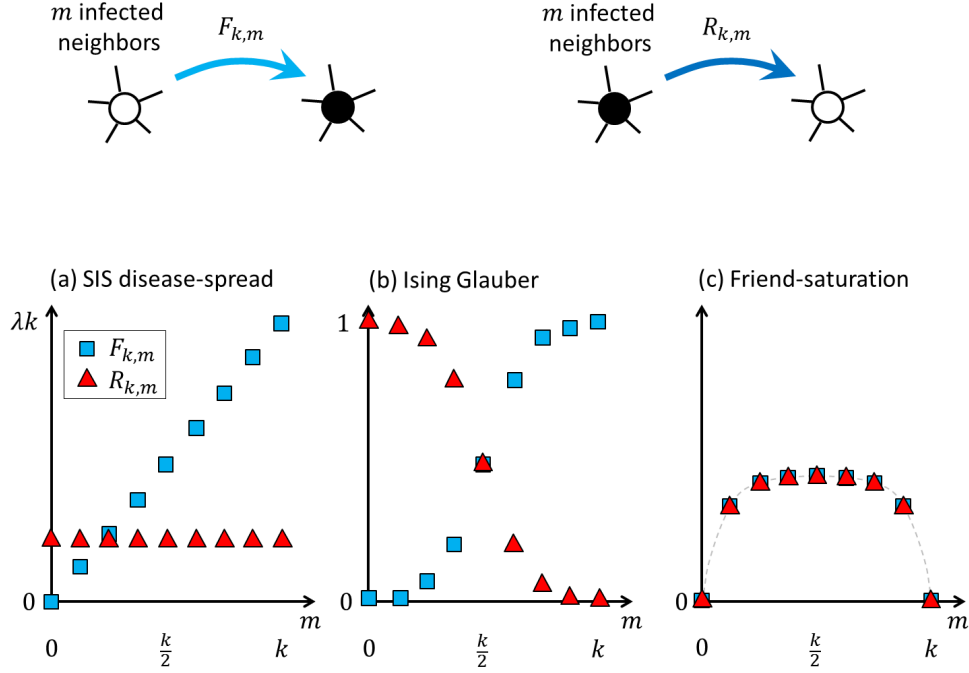 m infected
neighbors
F_{k,m}
m infected
neighbors
R_{k,m}
(a) SIS disease-spread
(b) Ising Glauber
(c) Friend-saturation
λk
F_{k,m}
R_{k,m}
0
m
0
k/2
k
1
0
m
0
k/2
k
0
m
0
k/2
k